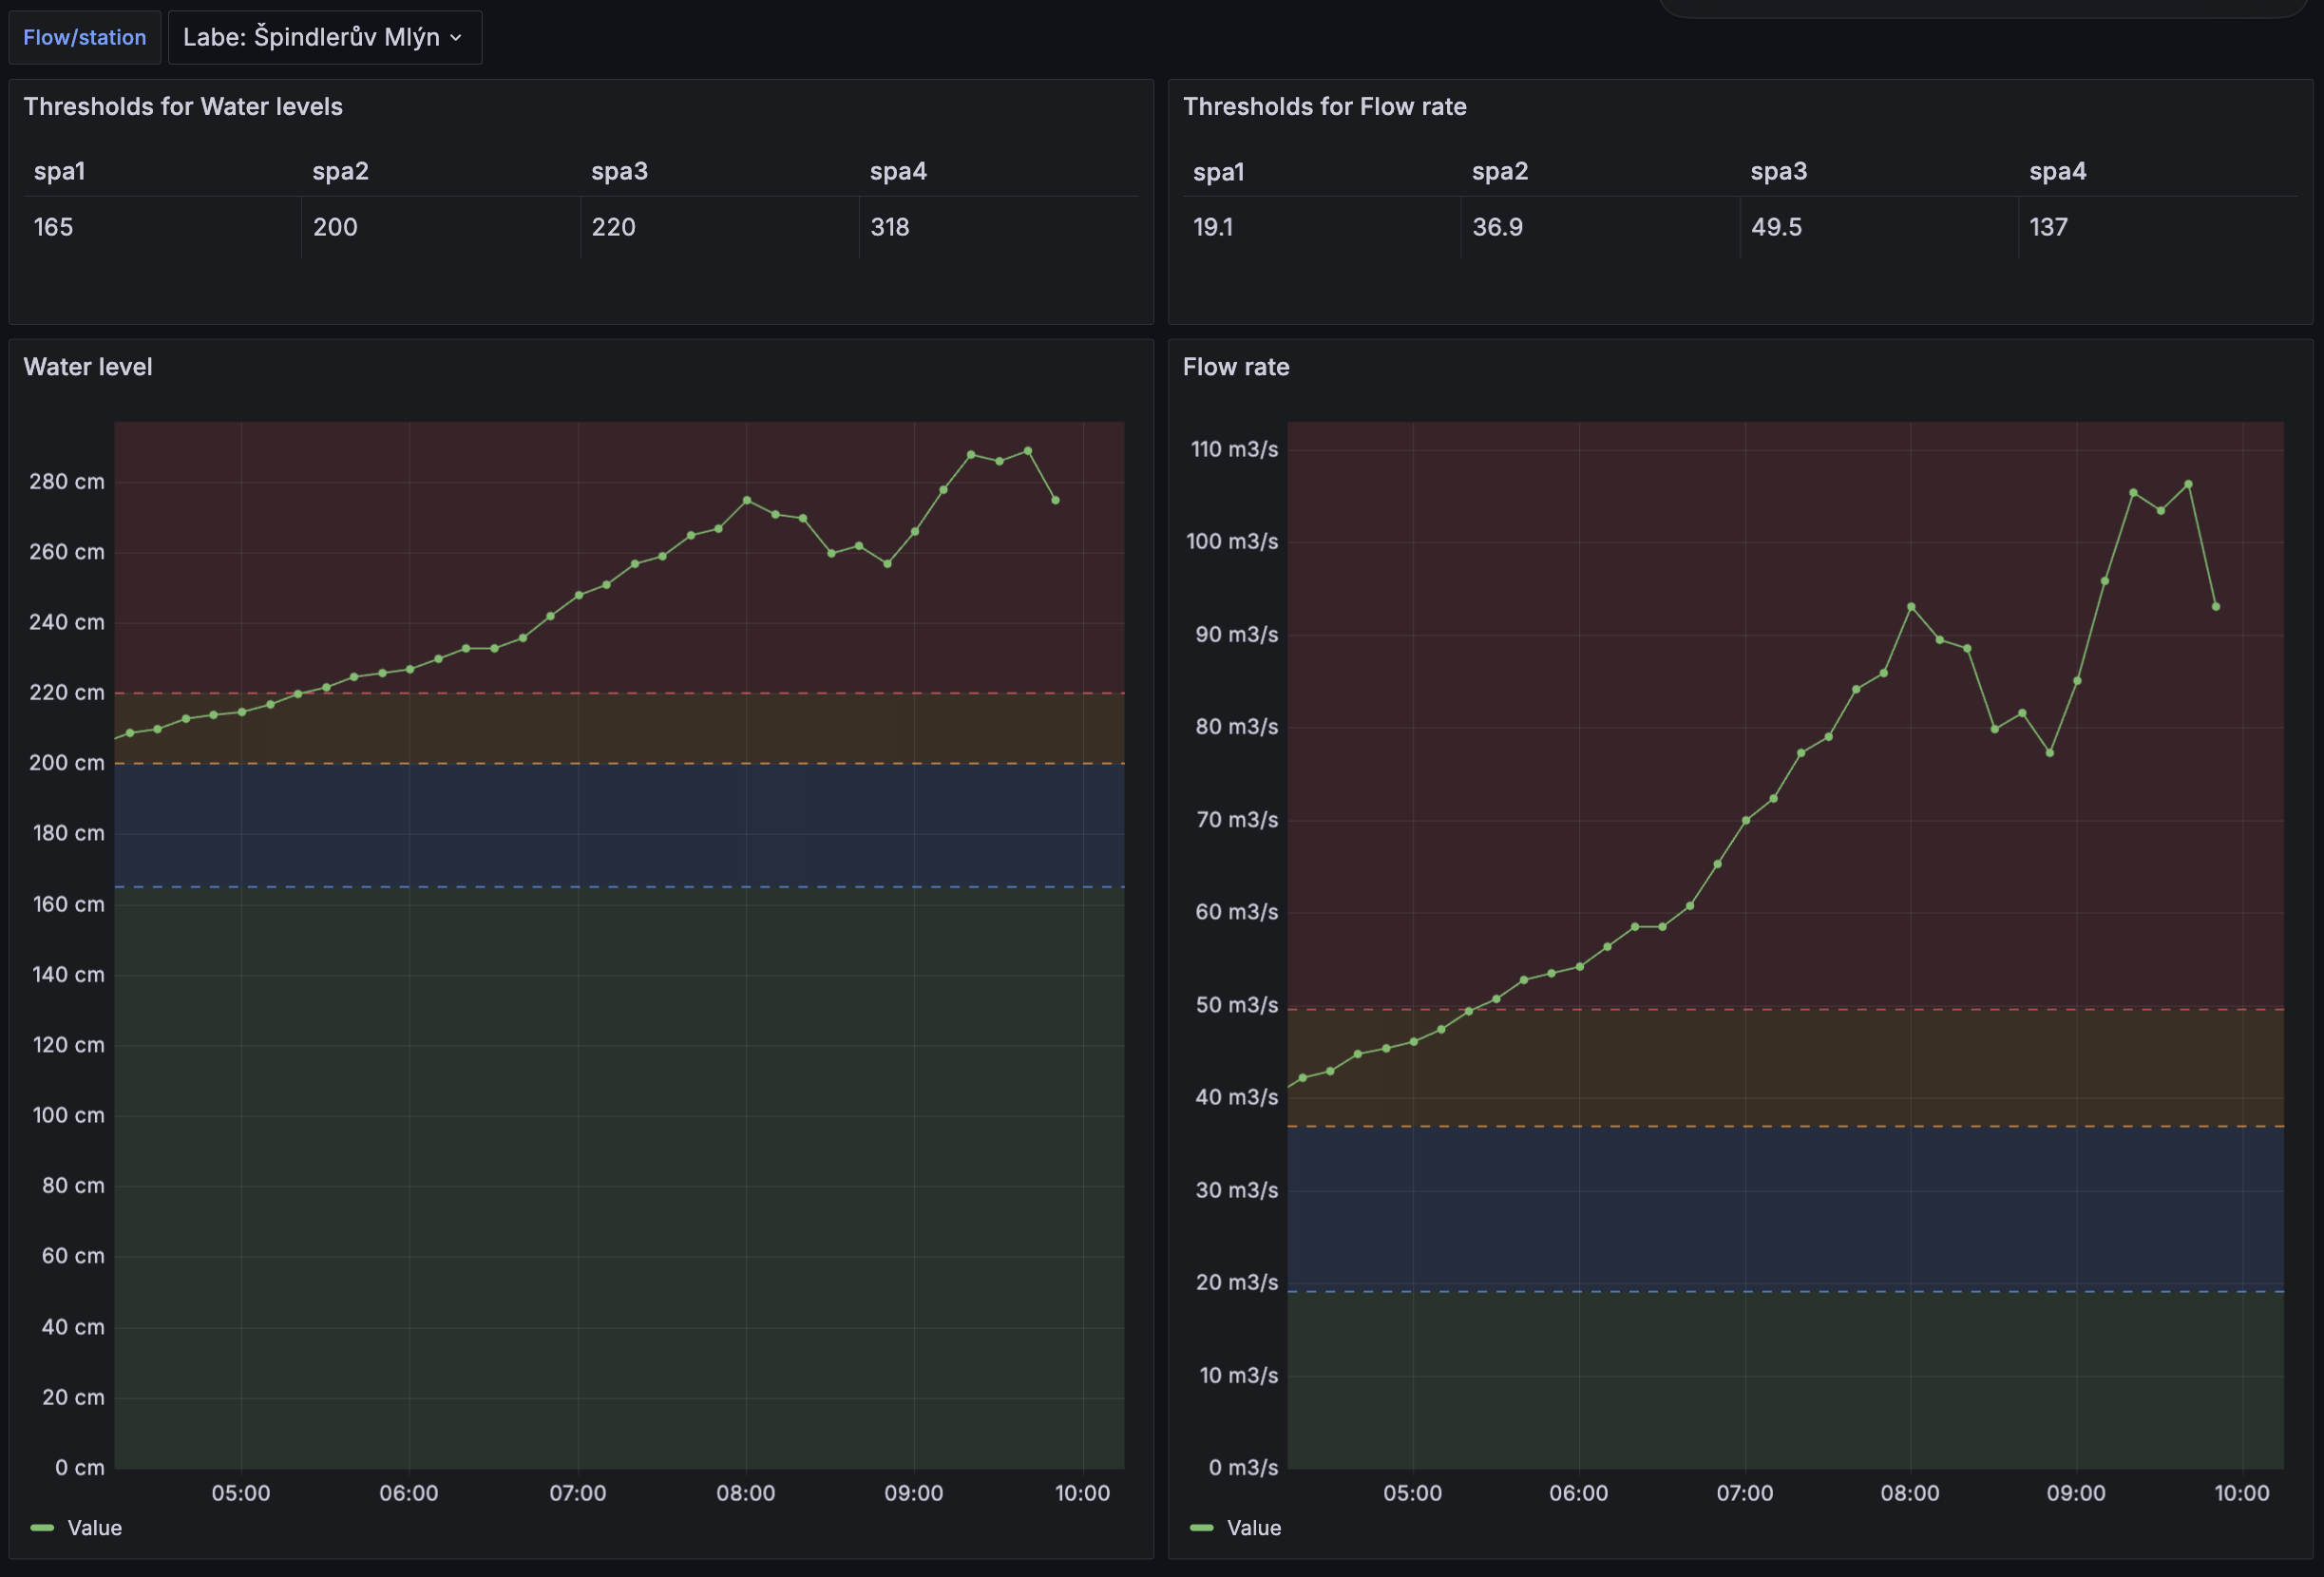 Flow/station Labe: Špindlerův Mlýn
Thresholds for Water levels
spa1 spa2 spa3 spa4
165 200 220 318
Thresholds for Flow rate
spa1 spa2 spa3 spa4
19.1 36.9 49.5 137
Water level
280 cm
260 cm
240 cm
220 cm
200 cm
180 cm
160 cm
140 cm
120 cm
100 cm
80 cm
60 cm
40 cm
20 cm
0 cm
05:00 06:00 07:00 08:00 09:00 10:00
Value
Flow rate
110 m3/s
100 m3/s
90 m3/s
80 m3/s
70 m3/s
60 m3/s
50 m3/s
40 m3/s
30 m3/s
20 m3/s
10 m3/s
0 m3/s
05:00 06:00 07:00 08:00 09:00 10:00
Value